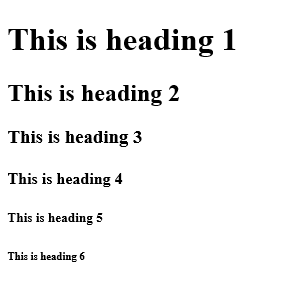 This is heading 1
This is heading 2
This is heading 3
This is heading 4
This is heading 5
This is heading 6